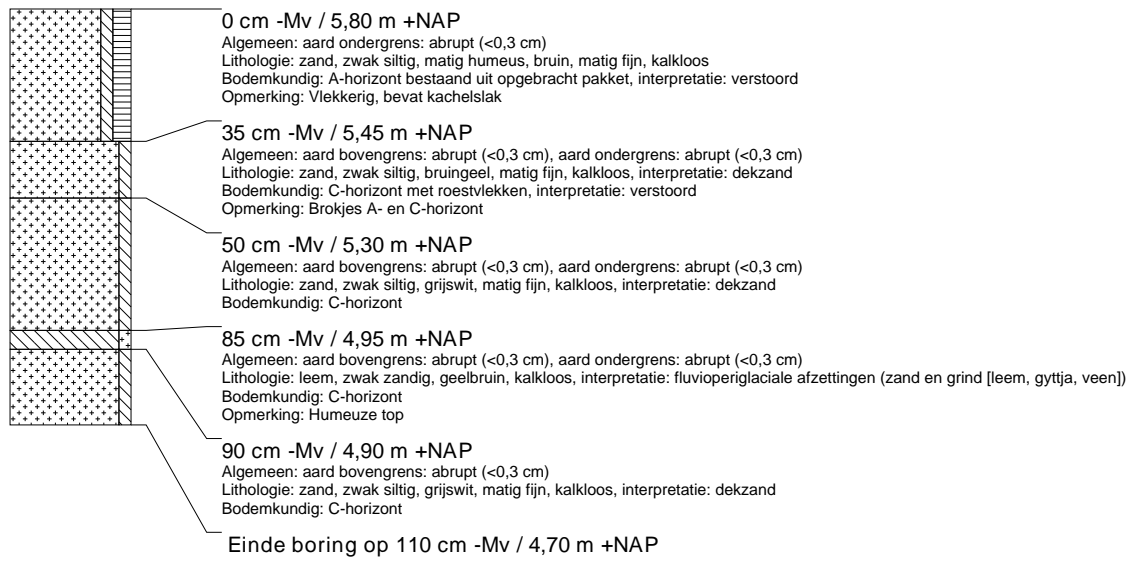 0 cm -Mv / 5,80 m +NAP
Algemeen: aard ondergrens: abrupt (<0,3 cm)
Lithologie: zand, zwak siltig, matig humeus, bruin, matig fijn, kalkloos
Bodemkundig: A-horizont bestaand uit opgebracht pakket, interpretatie: verstoord
Opmerking: Vlekkerig, bevat kachelslak
35 cm -Mv / 5,45 m +NAP
Algemeen: aard bovengrens: abrupt (<0,3 cm), aard ondergrens: abrupt (<0,3 cm)
Lithologie: zand, zwak siltig, bruingeel, matig fijn, kalkloos, interpretatie: dekzand
Bodemkundig: C-horizont met roestvlekken, interpretatie: verstoord
Opmerking: Brokjes A- en C-horizont
50 cm -Mv / 5,30 m +NAP
Algemeen: aard bovengrens: abrupt (<0,3 cm), aard ondergrens: abrupt (<0,3 cm)
Lithologie: zand, zwak siltig, grijswit, matig fijn, kalkloos, interpretatie: dekzand
Bodemkundig: C-horizont
85 cm -Mv / 4,95 m +NAP
Algemeen: aard bovengrens: abrupt (<0,3 cm), aard ondergrens: abrupt (<0,3 cm)
Lithologie: leem, zwak zandig, geelbruin, kalkloos, interpretatie: fluvioperiglaciale afzettingen (zand en grind [leem, gyttja, veen])
Bodemkundig: C-horizont
Opmerking: Humeuze top
90 cm -Mv / 4,90 m +NAP
Algemeen: aard bovengrens: abrupt (<0,3 cm)
Lithologie: zand, zwak siltig, grijswit, matig fijn, kalkloos, interpretatie: dekzand
Bodemkundig: C-horizont
Einde boring op 110 cm -Mv / 4,70 m +NAP